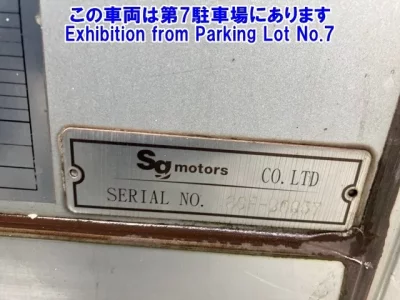 この車両は第7駐車場にあります
Exhibition from Parking Lot No.7
Sg motors CO.LTD
SERIAL NO.